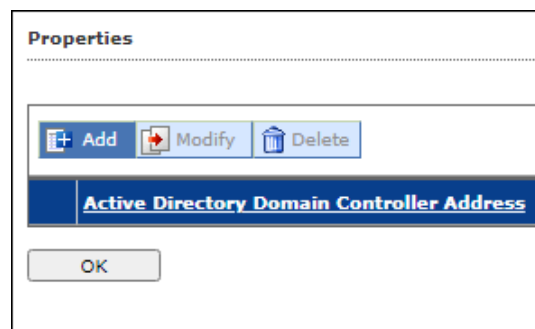 Properties
Add Modify Delete
Active Directory Domain Controller Address
OK